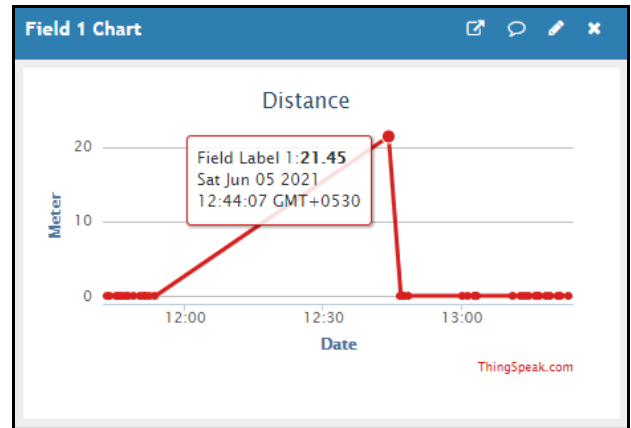 Field 1 Chart
Distance
20
10
0
Meter
Field Label 1:21.45
Sat Jun 05 2021
12:44:07 GMT+0530
12:00
12:30
13:00
Date
ThingSpeak.com